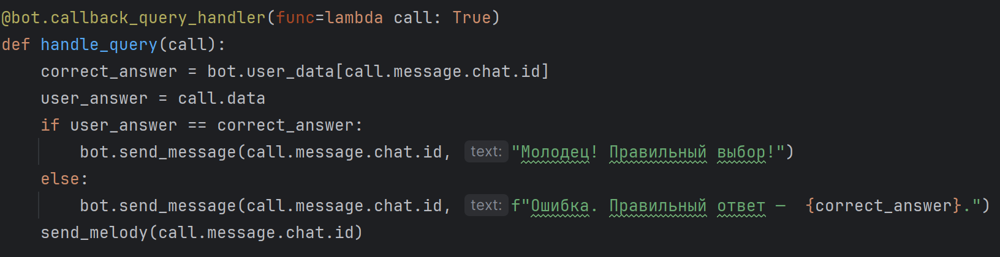 @bot.callback_query_handler(func=lambda call: True)
def handle_query(call):
    correct_answer = bot.user_data[call.message.chat.id]
    user_answer = call.data
    if user_answer == correct_answer:
        bot.send_message(call.message.chat.id, text: "Молодец! Правильный выбор!")
    else:
        bot.send_message(call.message.chat.id, text: f"Ошибка. Правильный ответ —  {correct_answer}.")
    send_melody(call.message.chat.id)